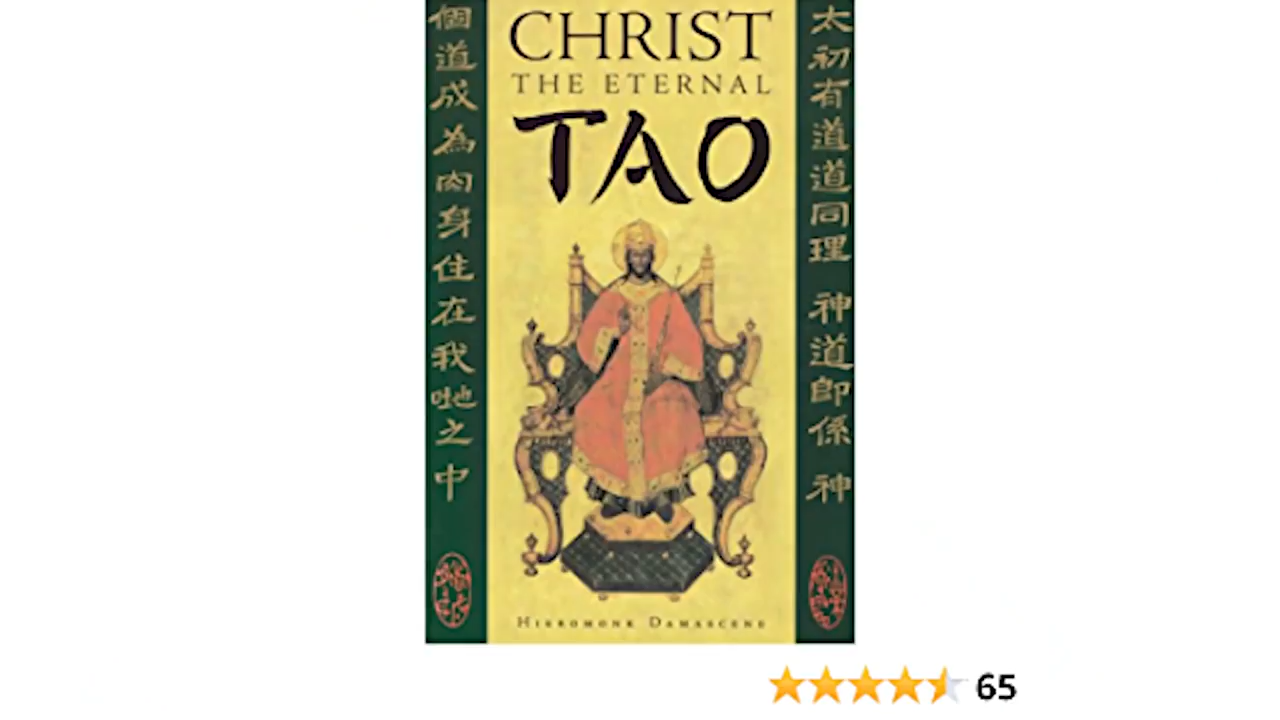 CHRIST
THE ETERNAL
TAO
太初有道道同理 神道即係 神
個道成為肉身住在我哋之中
HIEROMONK DAMASCENE
65